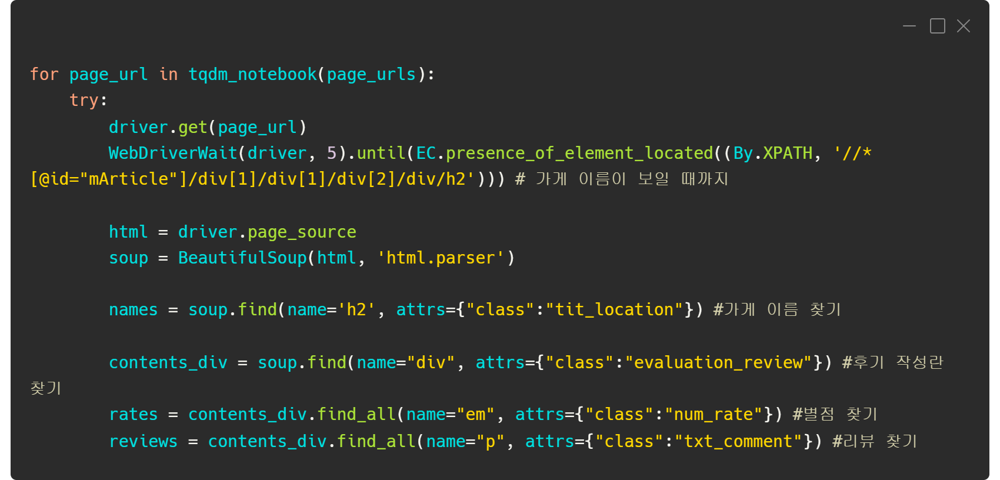 for page_url in tqdm_notebook(page_urls):
    try:
        driver.get(page_url)
        WebDriverWait(driver, 5).until(EC.presence_of_element_located((By.XPATH, '//*
[@id="mArticle"]/div[1]/div[1]/div[2]/div/h2'))) # 가게 이름이 보일 때까지
        html = driver.page_source
        soup = BeautifulSoup(html, 'html.parser')
        names = soup.find(name='h2', attrs={"class":"tit_location"}) #가게 이름 찾기
        contents_div = soup.find(name="div", attrs={"class":"evaluation_review"}) #후기 작성란
찾기
        rates = contents_div.find_all(name="em", attrs={"class":"num_rate"}) #별점 찾기
        reviews = contents_div.find_all(name="p", attrs={"class":"txt_comment"}) #리뷰 찾기